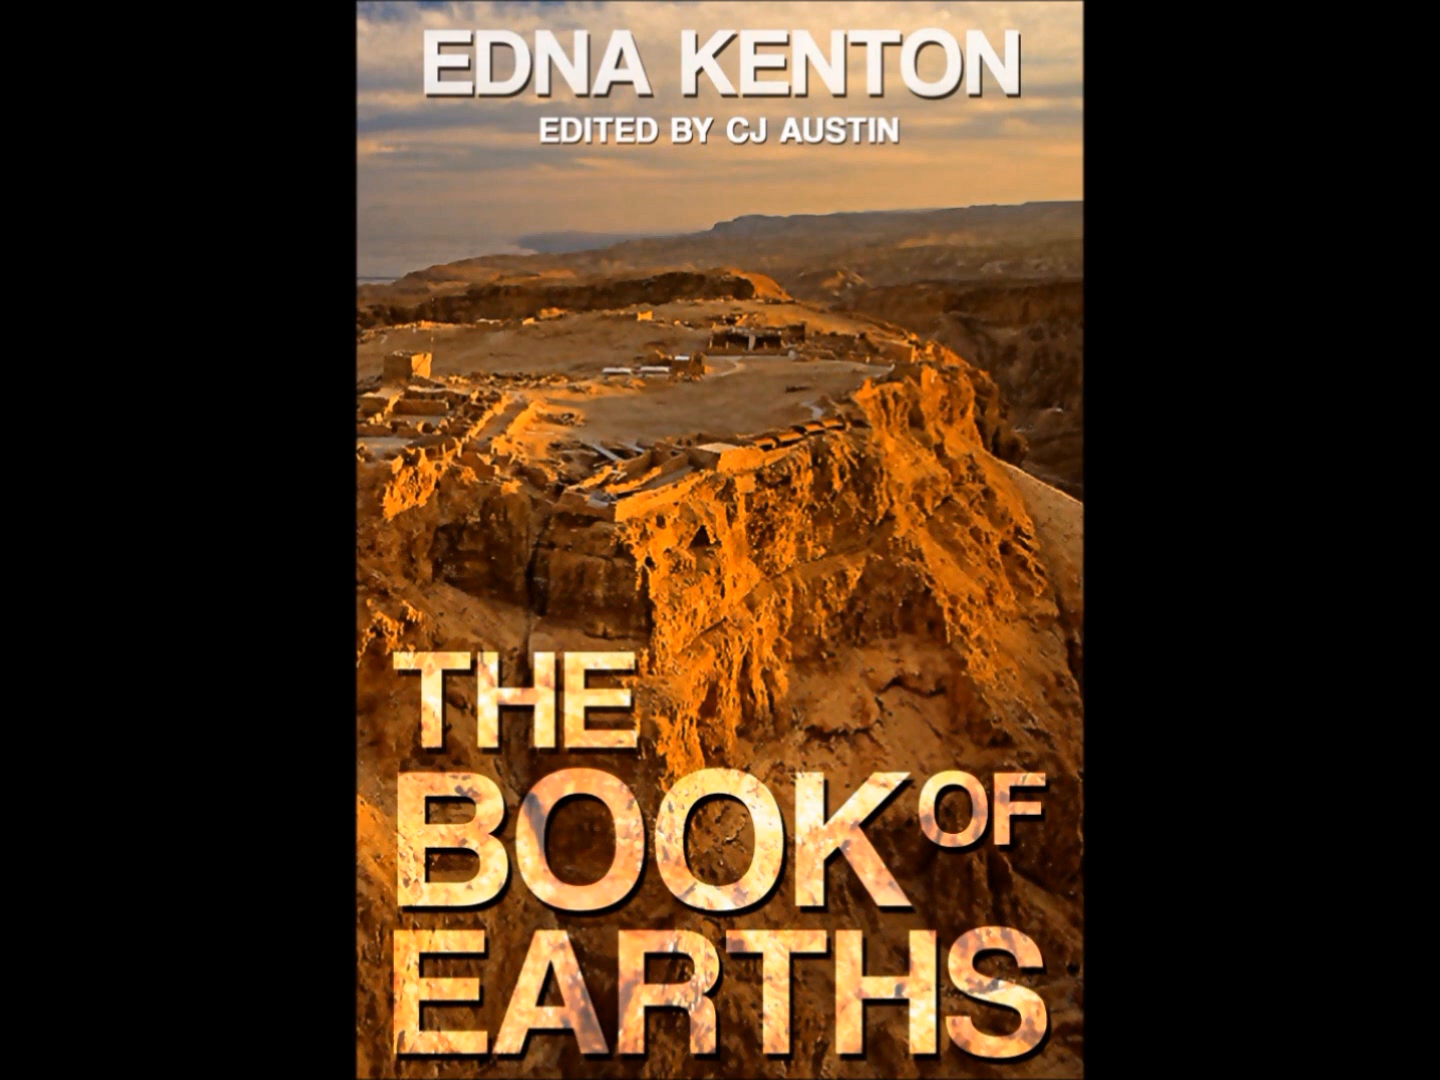 EDNA KENTON
EDITED BY CJ AUSTIN
THE
BOOK OF
EARTHS